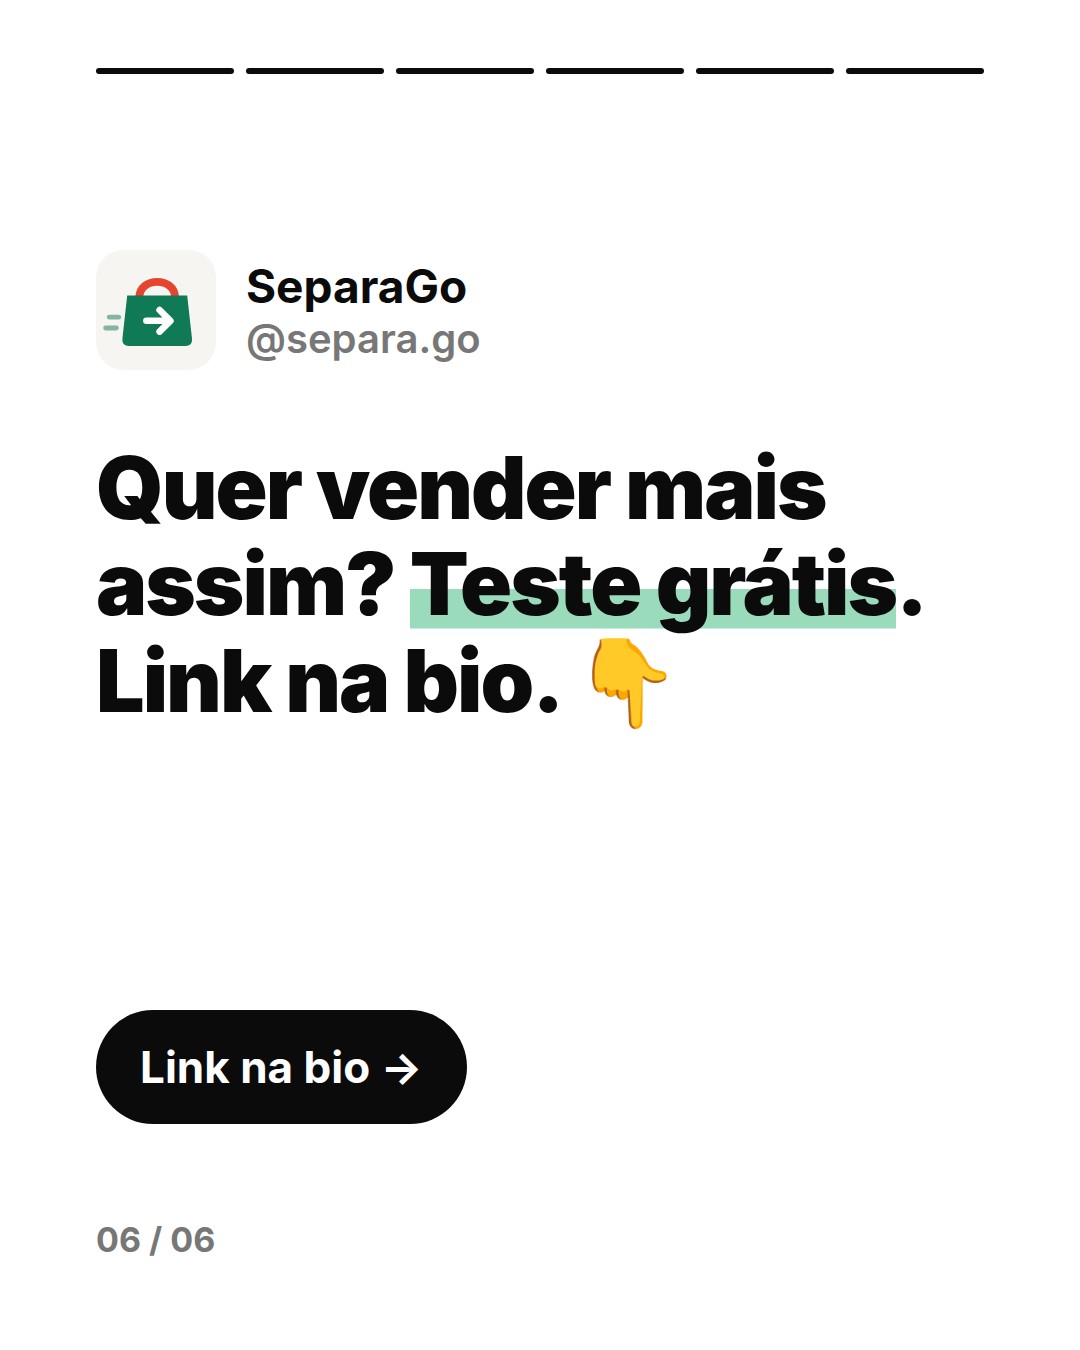 SeparaGo
@separa.go
Quer vender mais
assim? Teste grátis.
Link na bio. 👇
Link na bio →
06 / 06